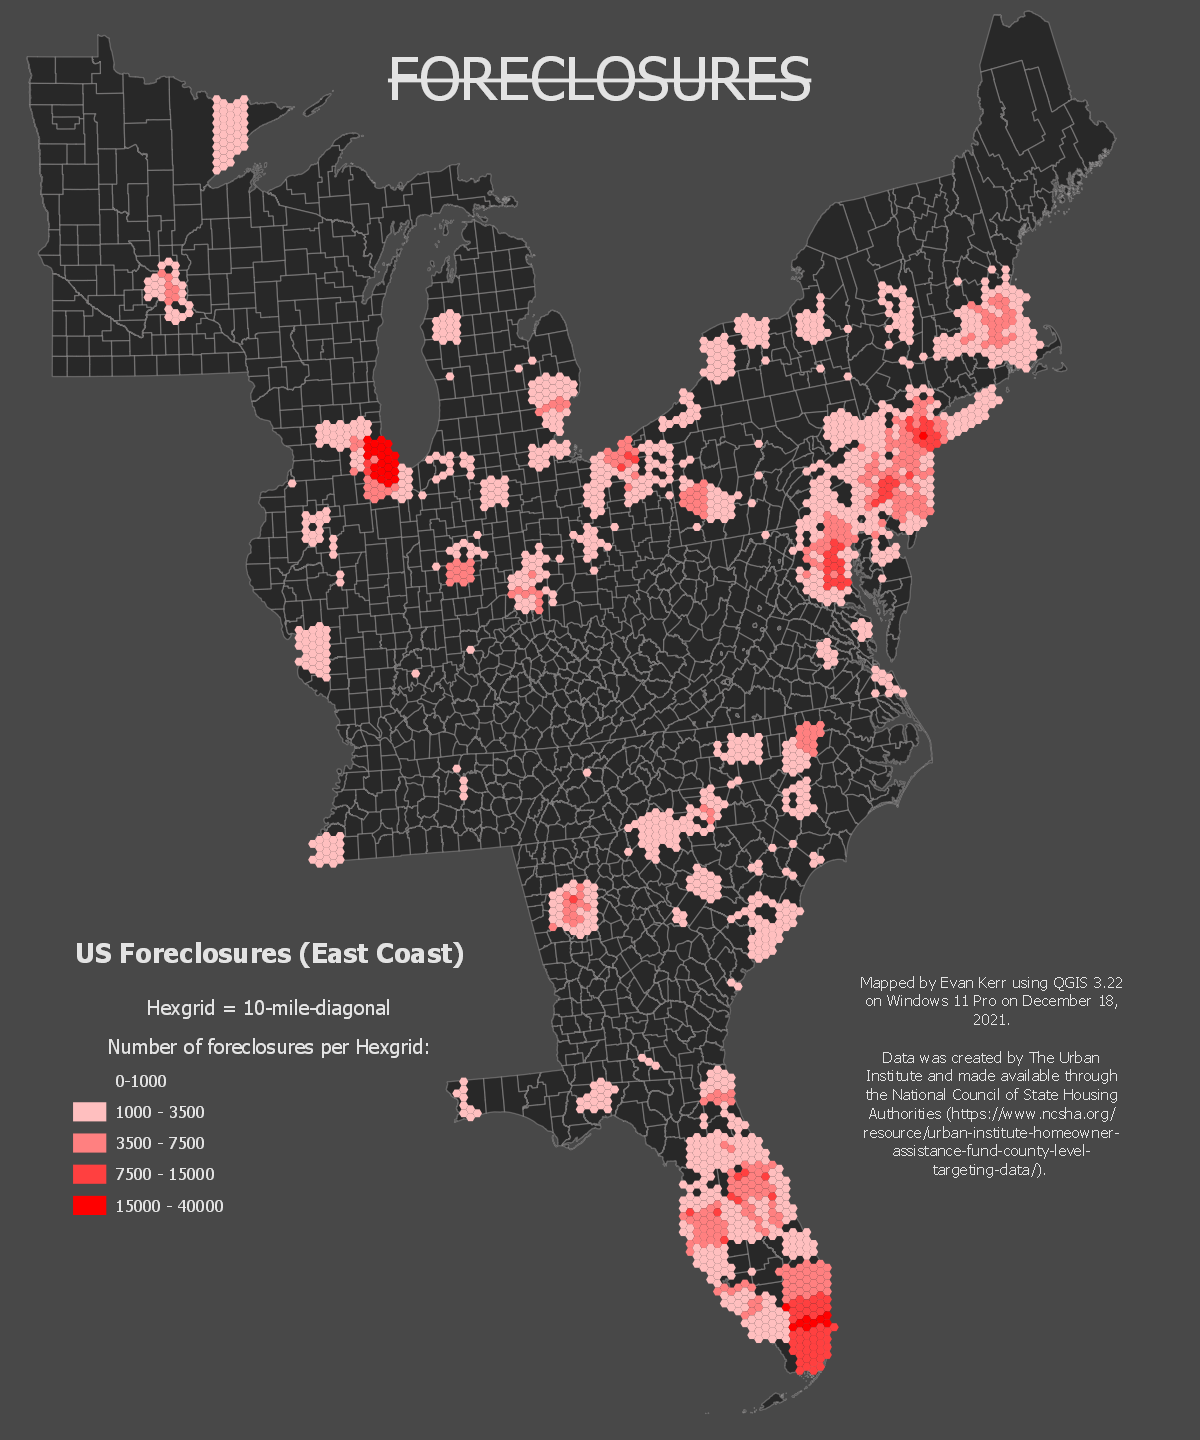 FORECLOSURES
US Foreclosures (East Coast)
Hexgrid = 10-mile-diagonal
Number of foreclosures per Hexgrid:
0-1000
1000 - 3500
3500 - 7500
7500 - 15000
15000 - 40000
Mapped by Evan Kerr using QGIS 3.22
on Windows 11 Pro on December 18,
2021.
Data was created by The Urban
Institute and made available through
the National Council of State Housing
Authorities (https://www.ncsha.org/
resource/urban-institute-homeowner-
assistance-fund-county-level-
targeting-data/).